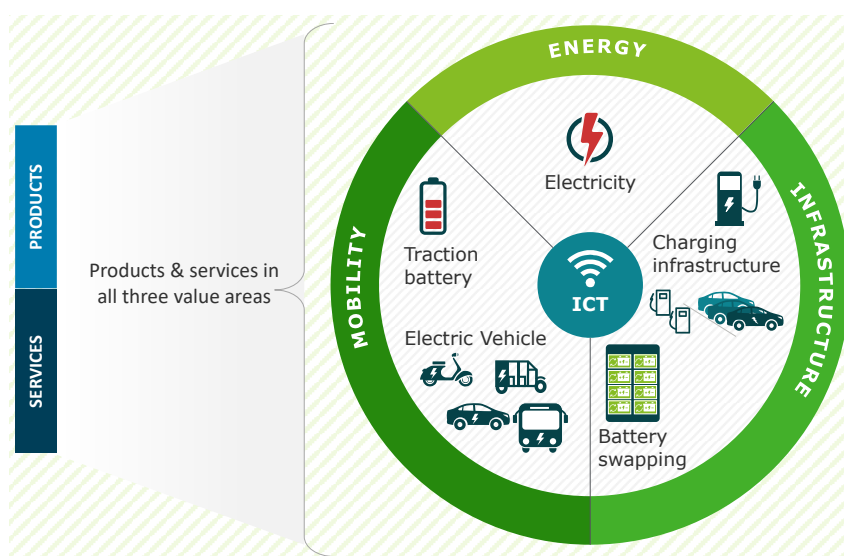 PRODUCTS
SERVICES
Products & services in
all three value areas
ENERGY
MOBILITY
INFRASTRUCTURE
Electricity
Traction
battery
Charging
infrastructure
ICT
Electric Vehicle
Battery
swapping